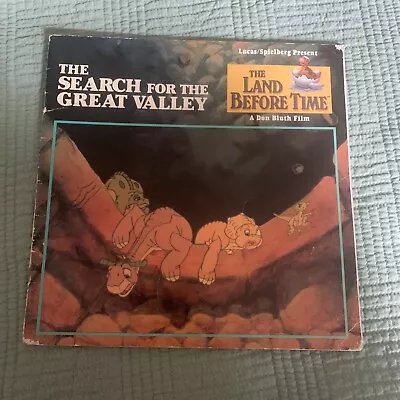 Lucas/Spielberg Present
THE
LAND
BEFORE TIME
A Don Bluth Film
THE
SEARCH FOR THE
GREAT VALLEY